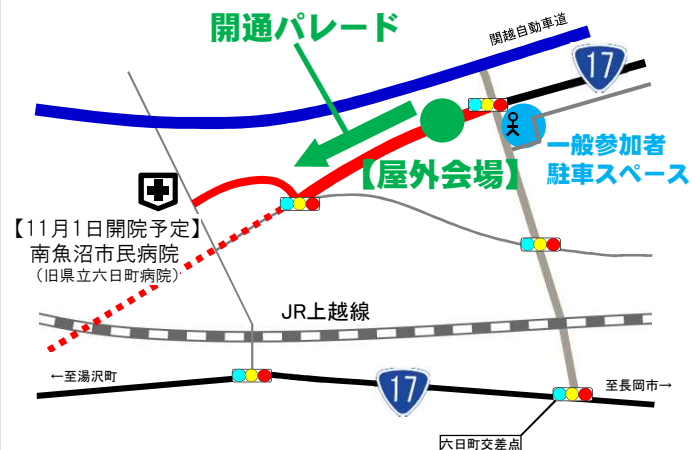 開通パレード
関越自動車道
17
一般参加者
駐車スペース
【屋外会場】
【11月1日開院予定】
南魚沼市民病院
(旧県立六日町病院)
JR上越線
←至湯沢町
17
至長岡市→
六日町交差点